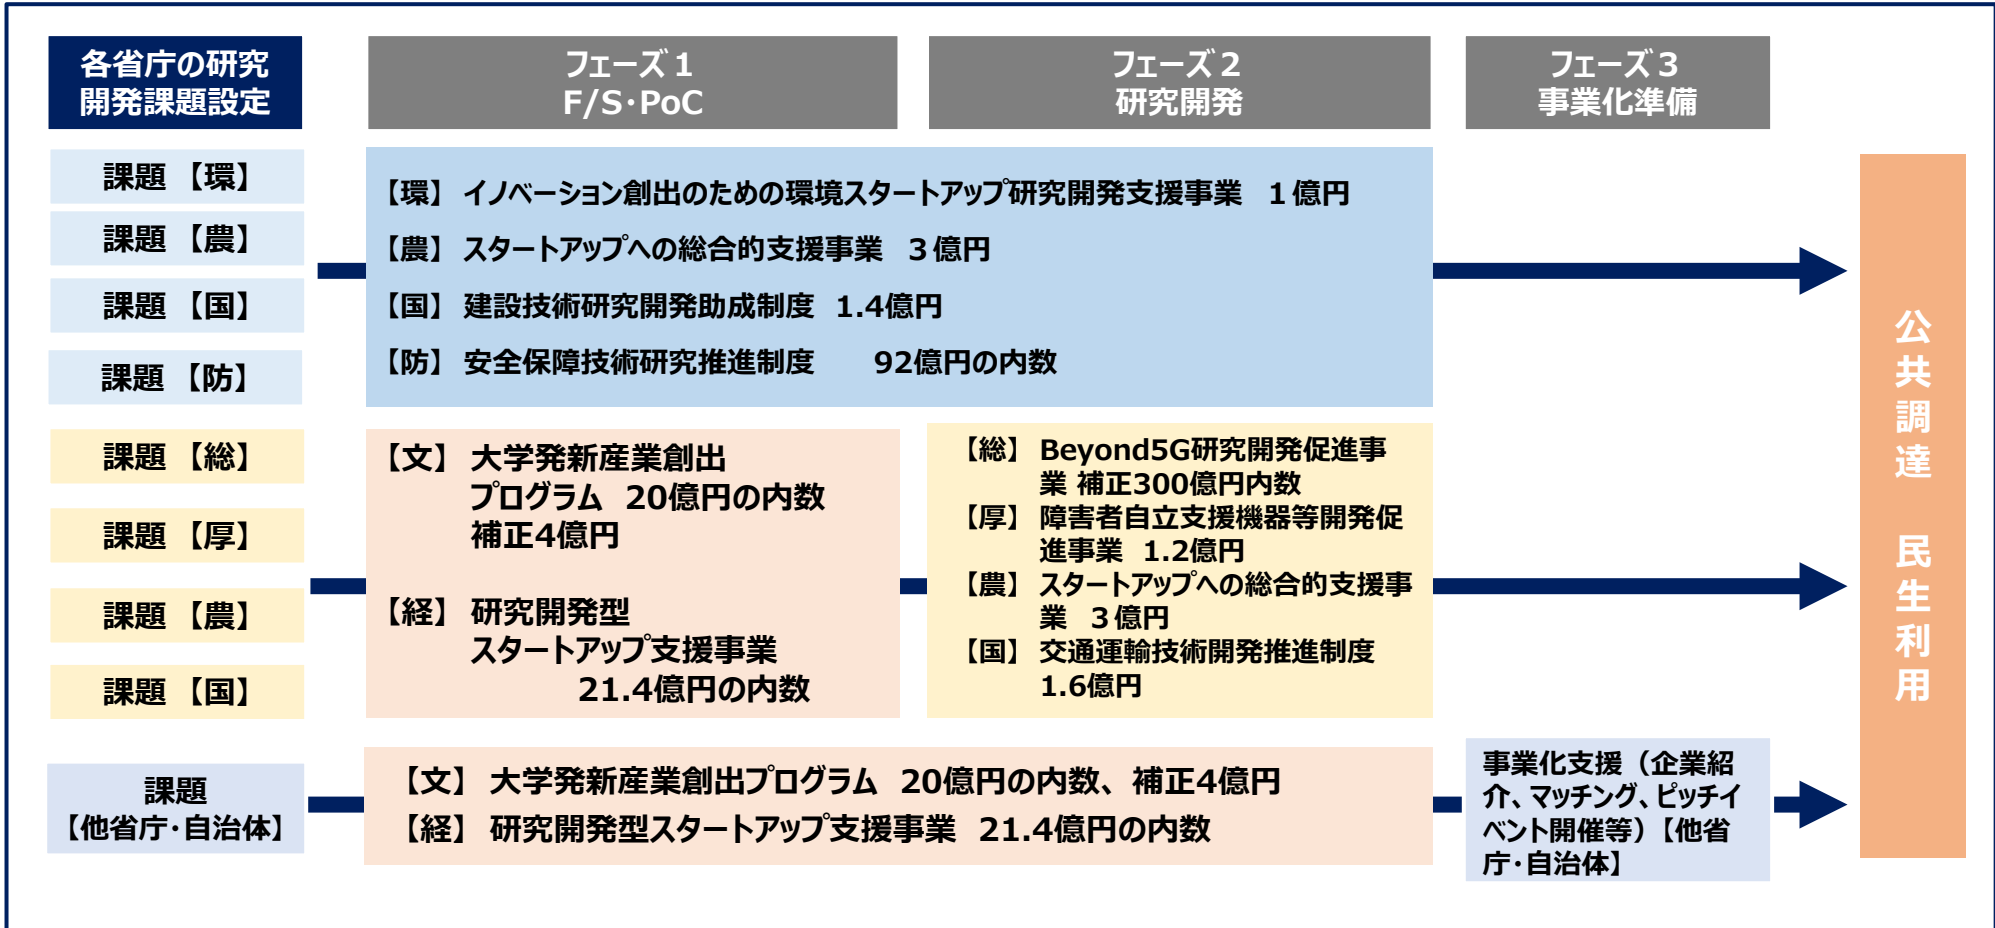 各省庁の研究
開発課題設定
フェーズ１
F/S・PoC
フェーズ２
研究開発
フェーズ３
事業化準備
課題 【環】
課題 【農】
課題 【国】
課題 【防】
【環】 イノベーション創出のための環境スタートアップ研究開発支援事業 １億円
【農】 スタートアップへの総合的支援事業 ３億円
【国】 建設技術研究開発助成制度 1.4億円
【防】 安全保障技術研究推進制度 92億円の内数
課題 【総】
課題 【厚】
課題 【農】
課題 【国】
【文】 大学発新産業創出
プログラム 20億円の内数
補正4億円
【経】 研究開発型
スタートアップ支援事業
21.4億円の内数
【総】 Beyond5G研究開発促進事
業 補正300億円内数
【厚】 障害者自立支援機器等開発促
進事業 1.2億円
【農】 スタートアップへの総合的支援事
業 ３億円
【国】 交通運輸技術開発推進制度
1.6億円
課題
【他省庁・自治体】
【文】 大学発新産業創出プログラム 20億円の内数、補正4億円
【経】 研究開発型スタートアップ支援事業 21.4億円の内数
事業化支援（企業紹
介、マッチング、ピッチイ
ベント開催等）【他省
庁・自治体】
公共調達 民生利用